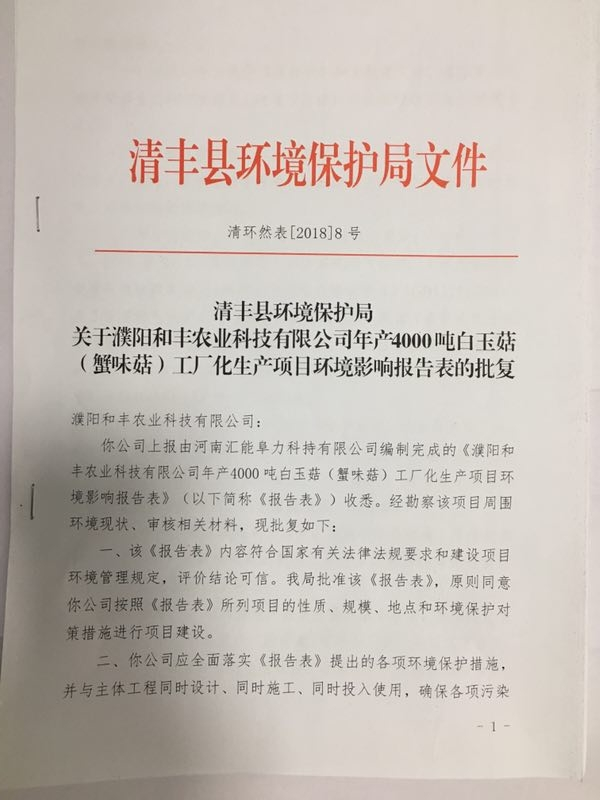 清丰县环境保护局文件
清环然表[2018]8 号
清丰县环境保护局
关于濮阳和丰农业科技有限公司年产4000吨白玉菇
（蟹味菇）工厂化生产项目环境影响报告表的批复
濮阳和丰农业科技有限公司：
你公司上报由河南汇能阜力科持有限公司编制完成的《濮阳和
丰农业科技有限公司年产4000 吨白玉菇（蟹味菇）工厂化生产项目环
境影响报告表》（以下简称《报告表》）收悉。经勘察该项目周围
环境现状、审核相关材料，现批复如下：
一、该《报告表》内容符合国家有关法律法规要求和建设项目
环境管理规定，评价结论可信。我局批准该《报告表》，原则同意
你公司按照《报告表》所列项目的性质、规模、地点和环境保护对
策措施进行项目建设。
二、你公司应全面落实《报告表》提出的各项环境保护措施，
并与主体工程同时设计、同时施工、同时投入使用，确保各项污染
- 1 -